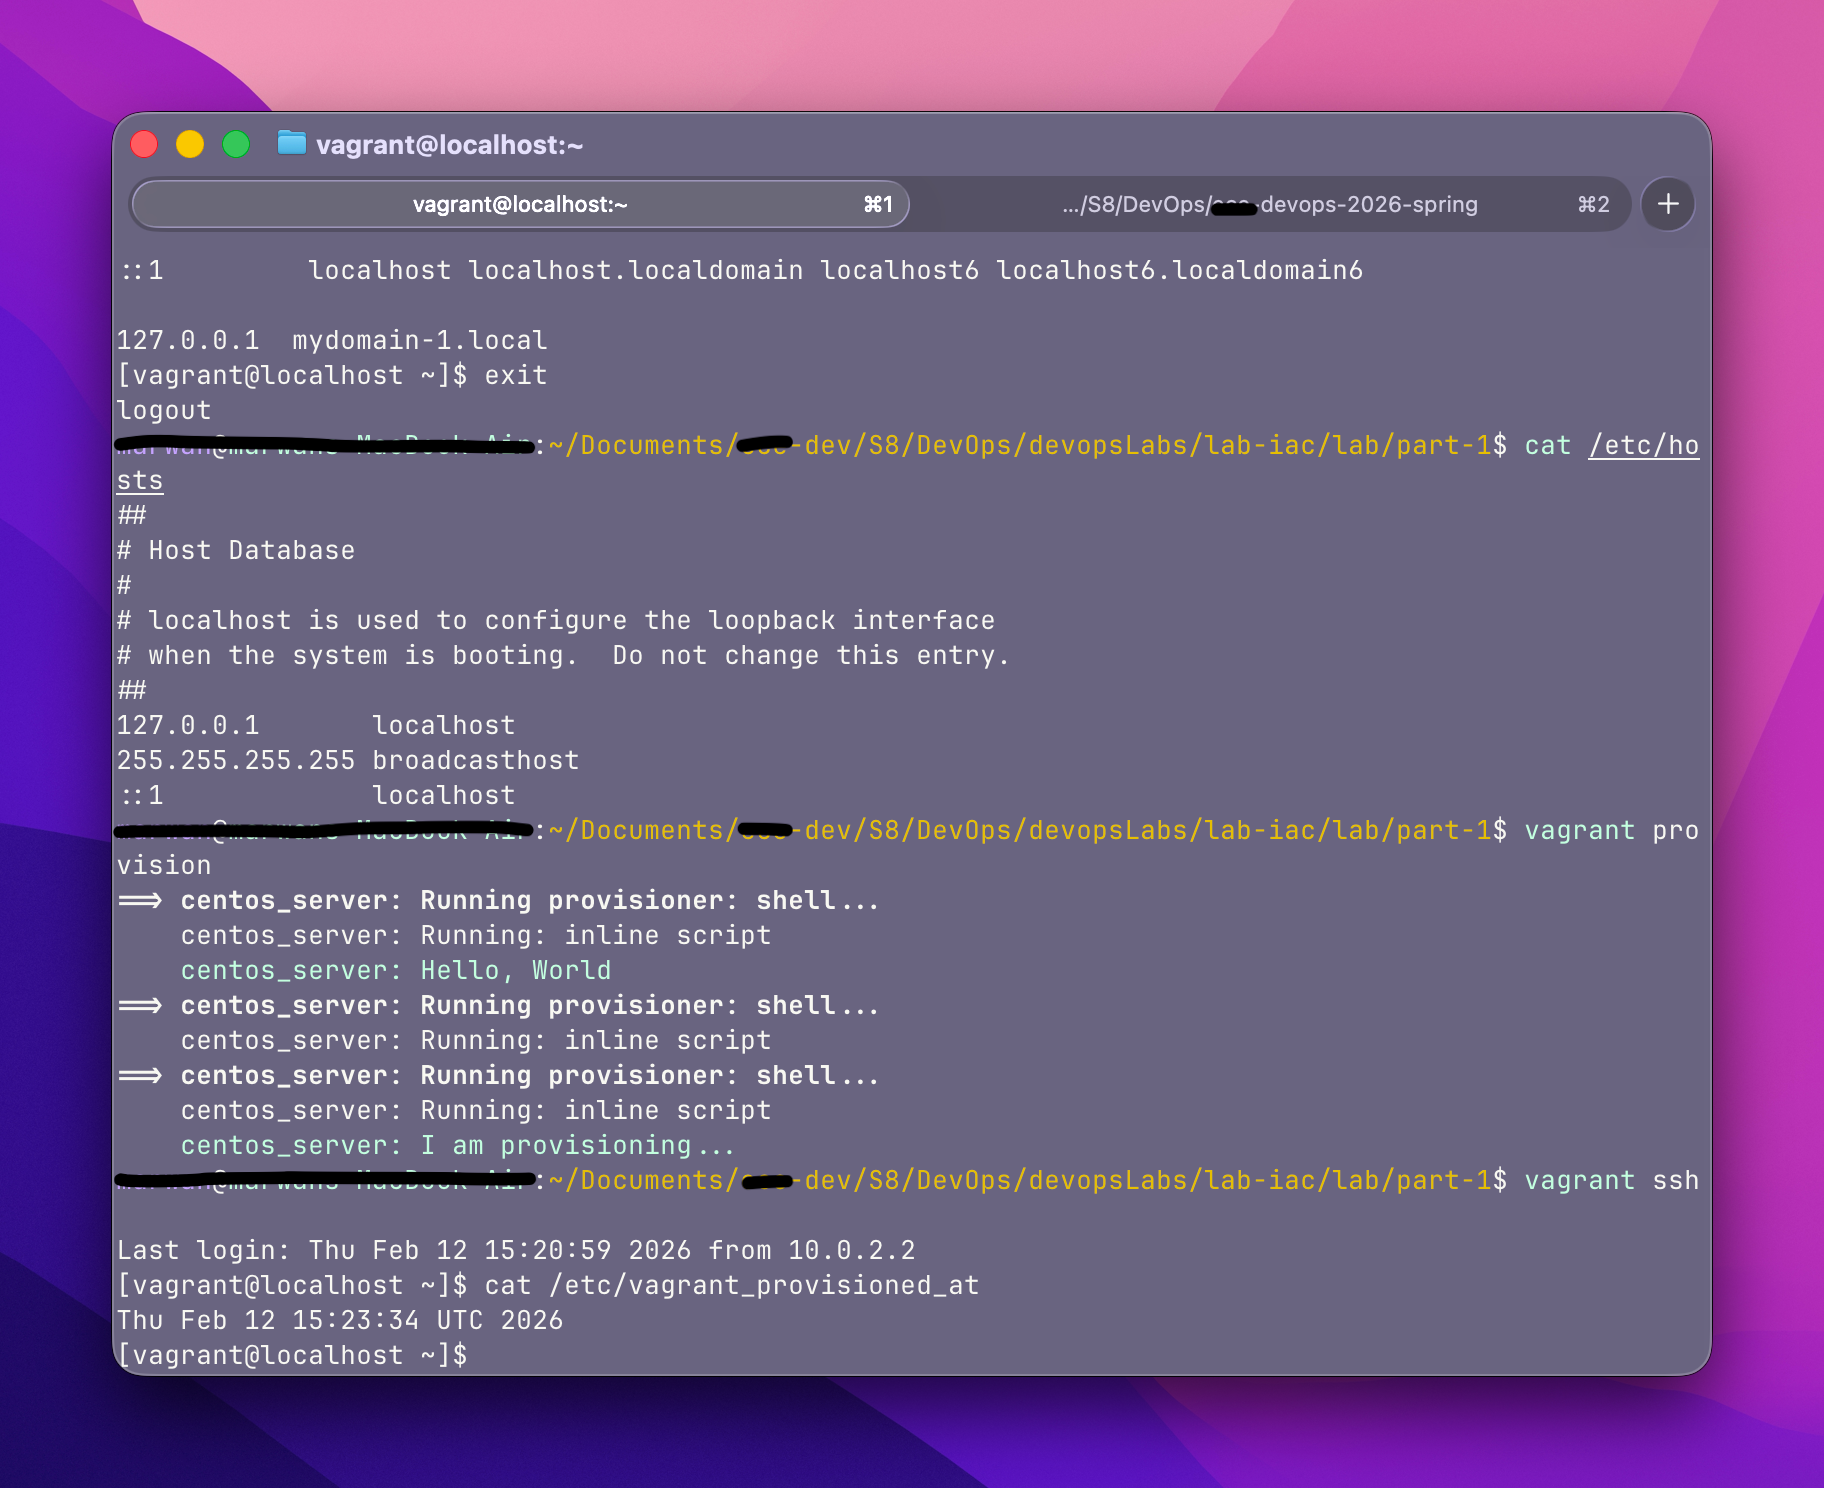 vagrant@localhost:~
vagrant@localhost:~ ⌘1 .../S8/DevOps/ -devops-2026-spring ⌘2 +
::1 localhost localhost.localdomain localhost6 localhost6.localdomain6
127.0.0.1 mydomain-1.local
[vagrant@localhost ~]$ exit
logout
:~/Documents/ -dev/S8/DevOps/devopsLabs/lab-iac/lab/part-1$ cat /etc/ho
sts
##
# Host Database
#
# localhost is used to configure the loopback interface
# when the system is booting. Do not change this entry.
##
127.0.0.1 localhost
255.255.255.255 broadcasthost
::1 localhost
:~/Documents/ -dev/S8/DevOps/devopsLabs/lab-iac/lab/part-1$ vagrant pro
vision
==> centos_server: Running provisioner: shell...
centos_server: Running: inline script
centos_server: Hello, World
==> centos_server: Running provisioner: shell...
centos_server: Running: inline script
==> centos_server: Running provisioner: shell...
centos_server: Running: inline script
centos_server: I am provisioning...
:~/Documents/ -dev/S8/DevOps/devopsLabs/lab-iac/lab/part-1$ vagrant ssh
Last login: Thu Feb 12 15:20:59 2026 from 10.0.2.2
[vagrant@localhost ~]$ cat /etc/vagrant_provisioned_at
Thu Feb 12 15:23:34 UTC 2026
[vagrant@localhost ~]$